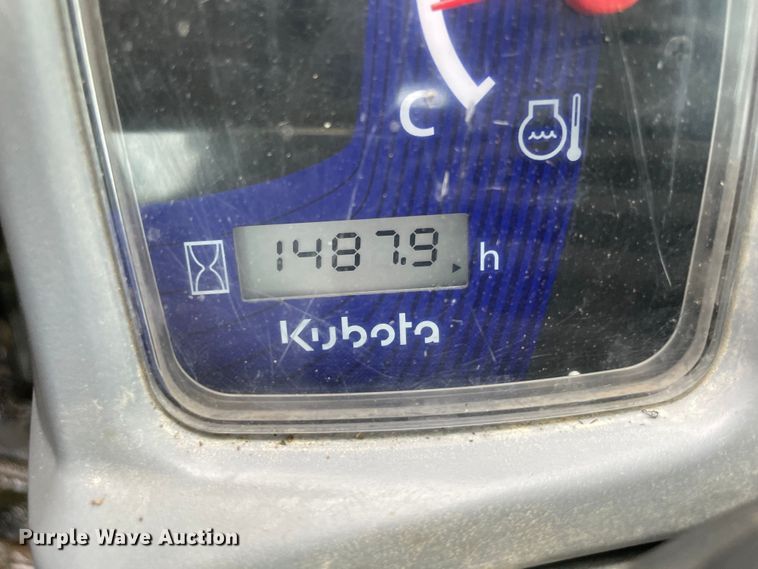 C
1487.9 h
Kubota
Purple Wave Auction